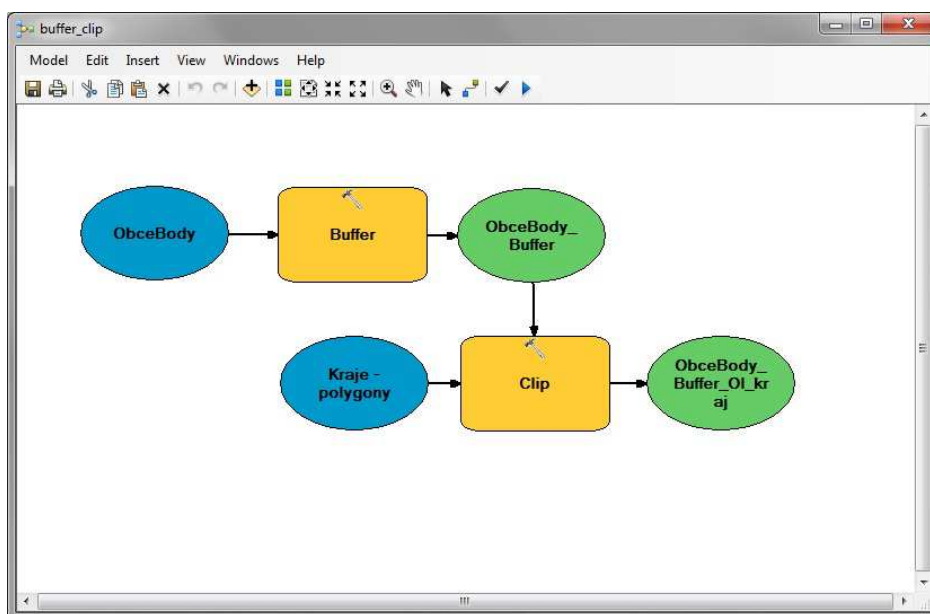 buffer_clip
Model Edit Insert View Windows Help
ObceBody
Buffer
ObceBody_
Buffer
Kraje -
polygony
Clip
ObceBody_
Buffer_Ol_kr
aj